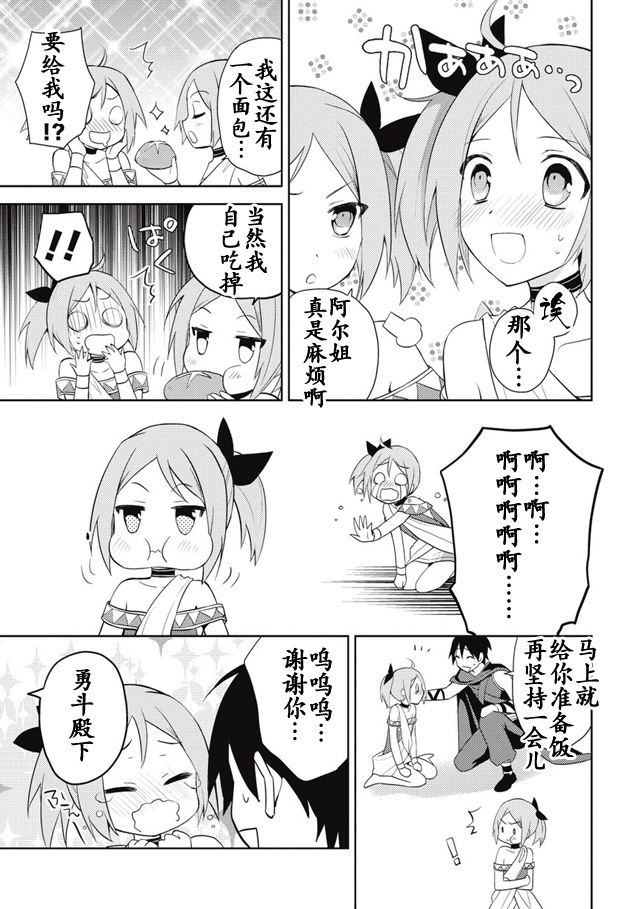 かぁぁぁぁ…っ
诶
那个…
阿尔姐
真是麻烦啊
我这还有
一个面包…
要给我吗!?
当然我
自己吃掉
ぱくっ
!!
啊…啊…
啊啊啊啊……
马上就
给你准备饭
再坚持一会儿
!
呜呜呜…
谢谢你…
勇斗殿下